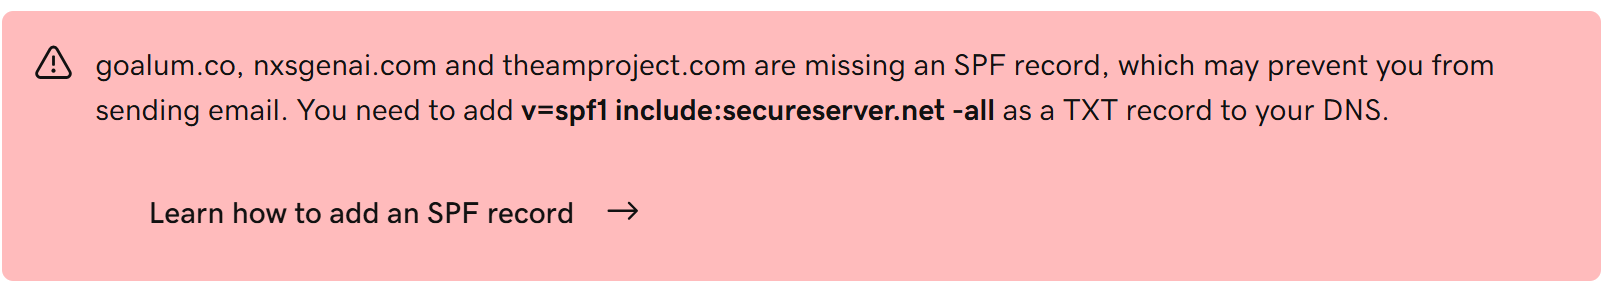 goalum.co, nxsgenai.com and theamproject.com are missing an SPF record, which may prevent you from
sending email. You need to add v=spf1 include:secureserver.net -all as a TXT record to your DNS.
Learn how to add an SPF record →